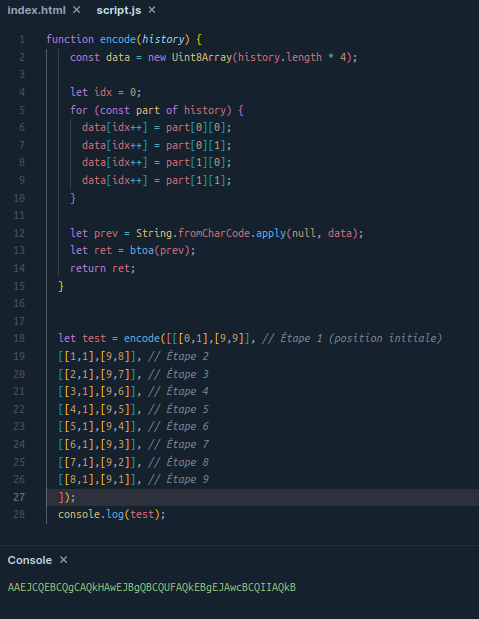 index.html × script.js ×
1 function encode(history) {
2 const data = new Uint8Array(history.length * 4);
3
4 let idx = 0;
5 for (const part of history) {
6 data[idx++] = part[0][0];
7 data[idx++] = part[0][1];
8 data[idx++] = part[1][0];
9 data[idx++] = part[1][1];
10 }
11
12 let prev = String.fromCharCode.apply(null, data);
13 let ret = btoa(prev);
14 return ret;
15 }
16
17
18 let test = encode([[[0,1],[9,9]], // Étape 1 (position initiale)
19 [[1,1],[9,8]], // Étape 2
20 [[2,1],[9,7]], // Étape 3
21 [[3,1],[9,6]], // Étape 4
22 [[4,1],[9,5]], // Étape 5
23 [[5,1],[9,4]], // Étape 6
24 [[6,1],[9,3]], // Étape 7
25 [[7,1],[9,2]], // Étape 8
26 [[8,1],[9,1]], // Étape 9
27 ]);
28 console.log(test);
Console ×
AAEJCQEBCQgCAQkHAwEJBgQBCQUFAQkEBgEJAwcBCQIIAQkB